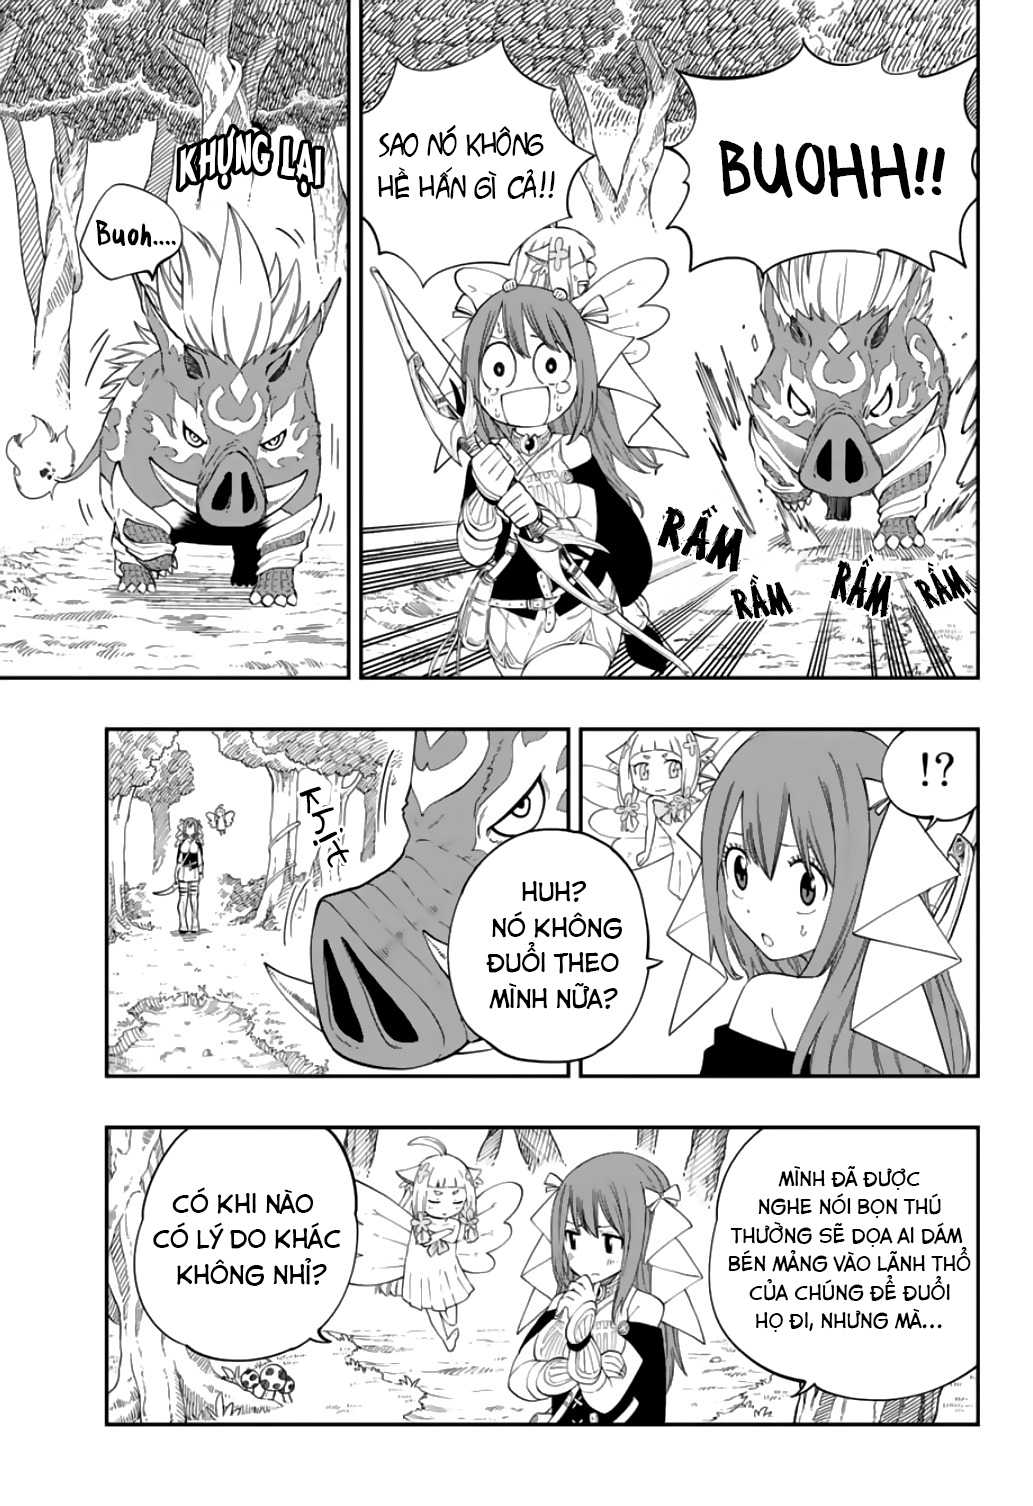 BUOHH!!
SAO NÓ KHÔNG
HỀ HẤN GÌ CẢ!!
RẦM
RẦM
RẦM
RẦM
KHỰNG LẠI
Buoh....
!?
HUH?
NÓ KHÔNG
ĐUỔI THEO
MÌNH NỮA?
Khịt
MÌNH ĐÃ ĐƯỢC
NGHE NÓI BỌN THÚ
THƯỜNG SẼ DỌA AI DÁM
BÉN MẢNG VÀO LÃNH THỔ
CỦA CHÚNG ĐỂ ĐUỔI
HỌ ĐI, NHƯNG MÀ...
CÓ KHI NÀO
CÓ LÝ DO KHÁC
KHÔNG NHỈ?